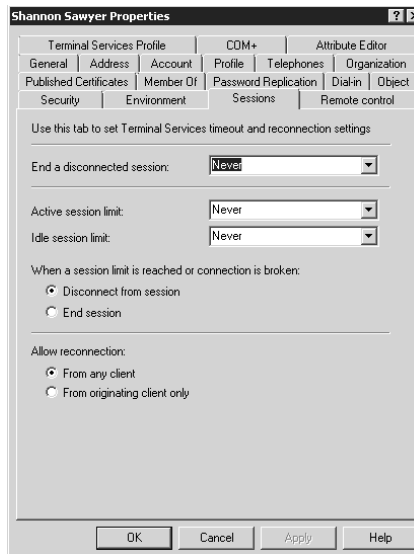 Shannon Sawyer Properties
Terminal Services Profile COM+ Attribute Editor
General Address Account Profile Telephones Organization
Published Certificates Member Of Password Replication Dial-in Object
Security Environment Sessions Remote control
Use this tab to set Terminal Services timeout and reconnection settings
End a disconnected session: Never
Active session limit: Never
Idle session limit: Never
When a session limit is reached or connection is broken:
Disconnect from session
End session
Allow reconnection:
From any client
From originating client only
OK Cancel Apply Help